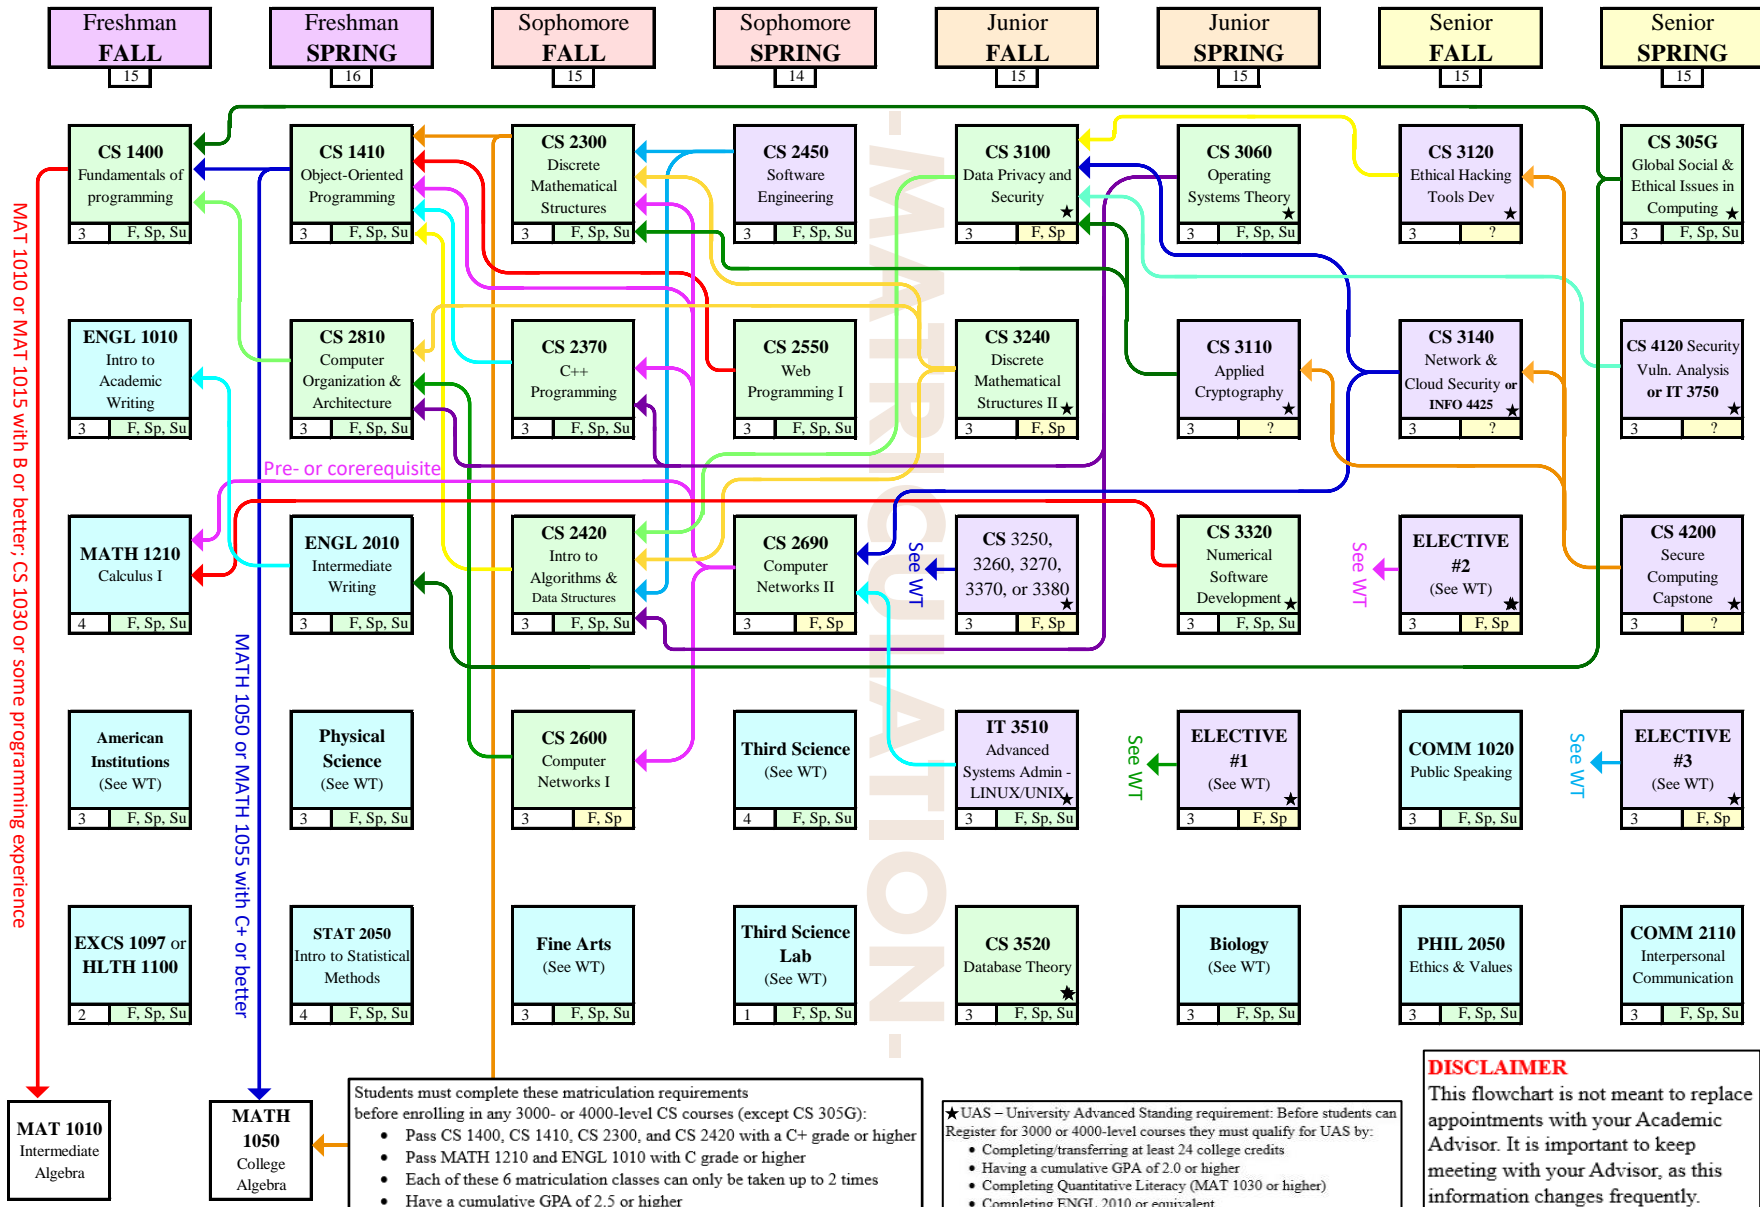 Freshman
FALL
15
Freshman
SPRING
16
Sophomore
FALL
15
Sophomore
SPRING
14
Junior
FALL
15
Junior
SPRING
15
Senior
FALL
15
Senior
SPRING
15
CS 1400
Fundamentals of
programming
3 F, Sp, Su
CS 1410
Object-Oriented
Programming
3 F, Sp, Su
CS 2300
Discrete
Mathematical
Structures
3 F, Sp, Su
CS 2450
Software
Engineering
3 F, Sp, Su
CS 3100
Data Privacy and
Security
★
3 F, Sp
CS 3060
Operating
Systems Theory ★
3 F, Sp, Su
CS 3120
Ethical Hacking
Tools Dev ★
3 ?
CS 305G
Global Social &
Ethical Issues in
Computing ★
3 F, Sp, Su
ENGL 1010
Intro to
Academic
Writing
3 F, Sp, Su
CS 2810
Computer
Organization &
Architecture
3 F, Sp, Su
CS 2370
C++
Programming
3 F, Sp, Su
CS 2550
Web
Programming I
3 F, Sp, Su
CS 3240
Discrete
Mathematical
Structures II ★
3 F, Sp
CS 3110
Applied
Cryptography ★
3 ?
CS 3140
Network &
Cloud Security or
INFO 4425 ★
3 ?
CS 4120 Security
Vuln. Analysis
or IT 3750
★
3 ?
Pre- or corerequisite
MATH 1210
Calculus I
4 F, Sp, Su
ENGL 2010
Intermediate
Writing
3 F, Sp, Su
CS 2420
Intro to
Algorithms &
Data Structures
3 F, Sp, Su
CS 2690
Computer
Networks II
3 F, Sp
See WT
CS 3250,
3260, 3270,
3370, or 3380
★
3 F, Sp
CS 3320
Numerical
Software
Development ★
3 F, Sp, Su
See WT
ELECTIVE
#2
(See WT) ★
3 F, Sp
CS 4200
Secure
Computing
Capstone ★
3 ?
American
Institutions
(See WT)
3 F, Sp, Su
Physical
Science
(See WT)
3 F, Sp, Su
CS 2600
Computer
Networks I
3 F, Sp
Third Science
(See WT)
4 F, Sp, Su
IT 3510
Advanced
Systems Admin -
LINUX/UNIX ★
3 F, Sp, Su
See WT
ELECTIVE
#1
(See WT)
★
3 F, Sp
COMM 1020
Public Speaking
3 F, Sp, Su
See WT
ELECTIVE
#3
(See WT)
★
3 F, Sp
EXCS 1097 or
HLTH 1100
2 F, Sp, Su
STAT 2050
Intro to Statistical
Methods
4 F, Sp, Su
Fine Arts
(See WT)
3 F, Sp, Su
Third Science
Lab
(See WT)
1 F, Sp, Su
CS 3520
Database Theory
★
3 F, Sp, Su
Biology
(See WT)
3 F, Sp, Su
PHIL 2050
Ethics & Values
3 F, Sp, Su
COMM 2110
Interpersonal
Communication
3 F, Sp, Su
MAT 1010 or MAT 1015 with B or better; CS 1030 or some programming experience
MATH 1050 or MATH 1055 with C+ or better
-MATRICULATION-
MAT 1010
Intermediate
Algebra
MATH
1050
College
Algebra
Students must complete these matriculation requirements
before enrolling in any 3000- or 4000-level CS courses (except CS 305G):
• Pass CS 1400, CS 1410, CS 2300, and CS 2420 with a C+ grade or higher
• Pass MATH 1210 and ENGL 1010 with C grade or higher
• Each of these 6 matriculation classes can only be taken up to 2 times
• Have a cumulative GPA of 2.5 or higher
★ UAS – University Advanced Standing requirement: Before students can
Register for 3000 or 4000-level courses they must qualify for UAS by:
• Completing/transferring at least 24 college credits
• Having a cumulative GPA of 2.0 or higher
• Completing Quantitative Literacy (MAT 1030 or higher)
• Completing ENGL 2010 or equivalent
DISCLAIMER
This flowchart is not meant to replace
appointments with your Academic
Advisor. It is important to keep
meeting with your Advisor, as this
information changes frequently.